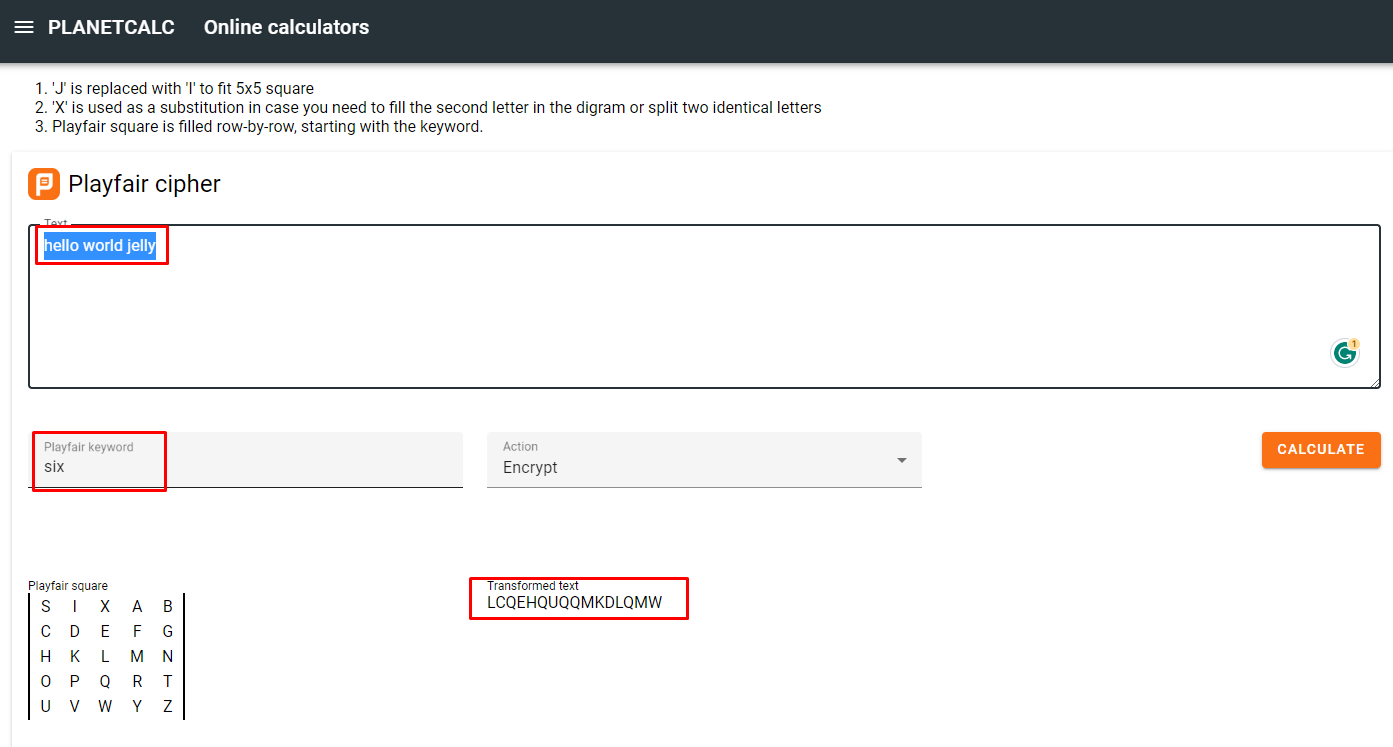 PLANETCALC Online calculators
1. 'J' is replaced with 'I' to fit 5x5 square
2. 'X' is used as a substitution in case you need to fill the second letter in the digram or split two identical letters
3. Playfair square is filled row-by-row, starting with the keyword.
Playfair cipher
Text
hello world jelly
1
Playfair keyword
six
Action
Encrypt
CALCULATE
Playfair square
S I X A B
C D E F G
H K L M N
O P Q R T
U V W Y Z
Transformed text
LCQEHQUQQMKDLQMW